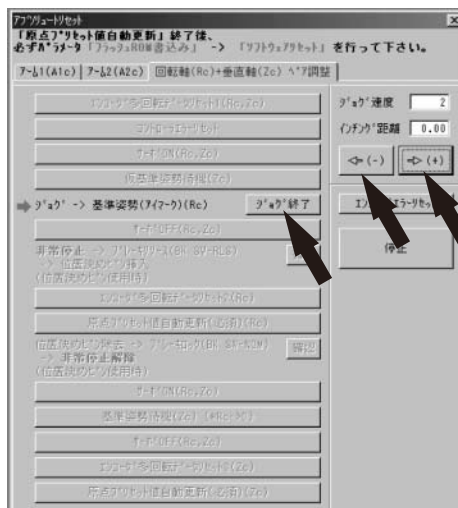 ｱﾌﾞｿﾘｭｰﾄﾘｾｯﾄ
「原点ﾌﾟﾘｾｯﾄ値自動更新」終了後、
必ずﾊﾟﾗﾒｰﾀ「ﾌﾗｯｼｭROM書込み」 -> 「ｿﾌﾄｳｪｱﾘｾｯﾄ」を行って下さい。
ｱｰﾑ1(A1c) ｱｰﾑ2(A2c) 回転軸(Rc)+垂直軸(Zc) ﾍﾟｱ調整
ｴﾝｺｰﾀﾞ多回転ﾃﾞｰﾀﾘｾｯﾄ1(Rc,Zc)
ｺﾝﾄﾛｰﾗｴﾗｰﾘｾｯﾄ
ｻｰﾎﾞON(Rc,Zc)
仮基準姿勢待機(Zc)
ｼﾞｮｸﾞ -> 基準姿勢(ｱｲﾏｰｸ)(Rc) ｼﾞｮｸﾞ終了
ｻｰﾎﾞOFF(Rc,Zc)
非常停止 -> ﾌﾞﾚｰｷﾘﾘｰｽ(BK SW-RLS)
-> 位置決めﾋﾟﾝ挿入
(位置決めﾋﾟﾝ使用時)
ｴﾝｺｰﾀﾞ多回転ﾃﾞｰﾀﾘｾｯﾄ2(Rc)
原点ﾌﾟﾘｾｯﾄ値自動更新(必須)(Rc)
位置決めﾋﾟﾝ除去 -> ﾌﾞﾚｰｷﾛｯｸ(BK SW-NOM) 確認
-> 非常停止解除
(位置決めﾋﾟﾝ使用時)
ｻｰﾎﾞON(Rc,Zc)
基準姿勢待機(Zc) (*Rc->0)
ｻｰﾎﾞOFF(Rc,Zc)
ｴﾝｺｰﾀﾞ多回転ﾃﾞｰﾀﾘｾｯﾄ2(Zc)
原点ﾌﾟﾘｾｯﾄ値自動更新(必須)(Zc)
ｼﾞｮｸﾞ速度 2
ｲﾝﾁﾝｸﾞ距離 0.00
(-) (+)
停止